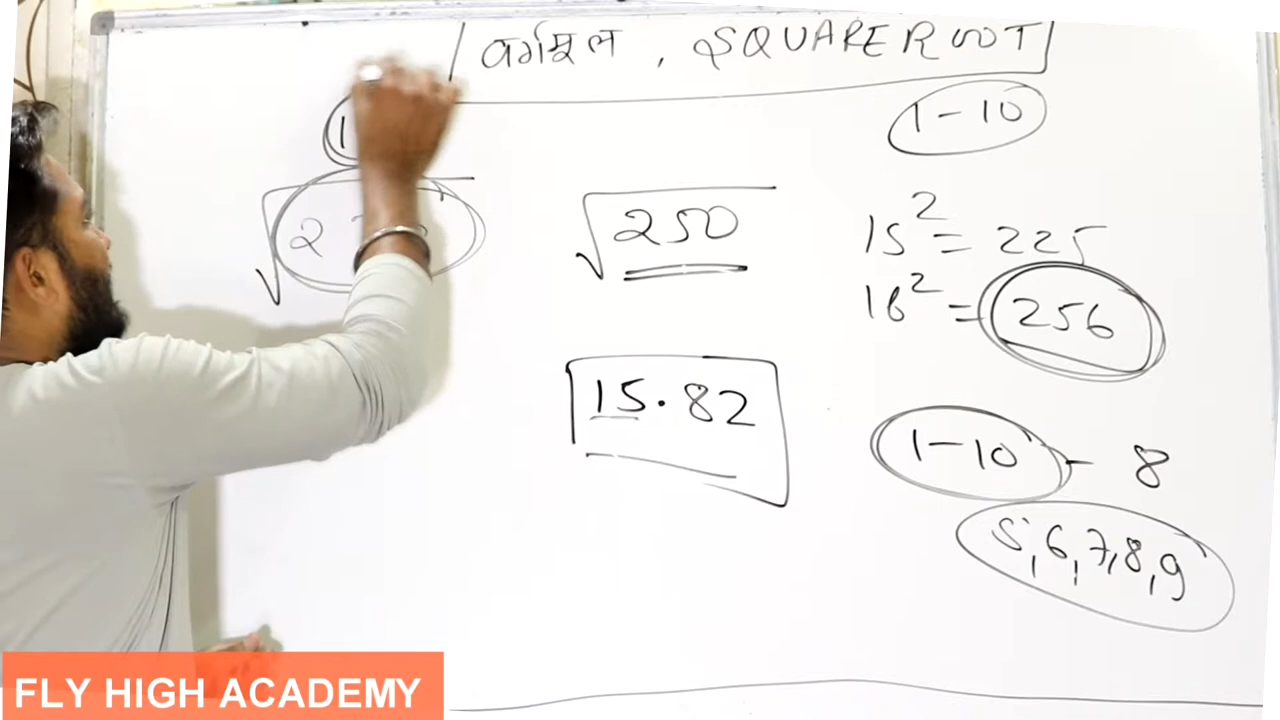 वर्गमूल , SQUARE ROOT
1-10
√250
15² = 225
16² = 256
15.82
1-10 - 8
5,6,7,8,9
FLY HIGH ACADEMY